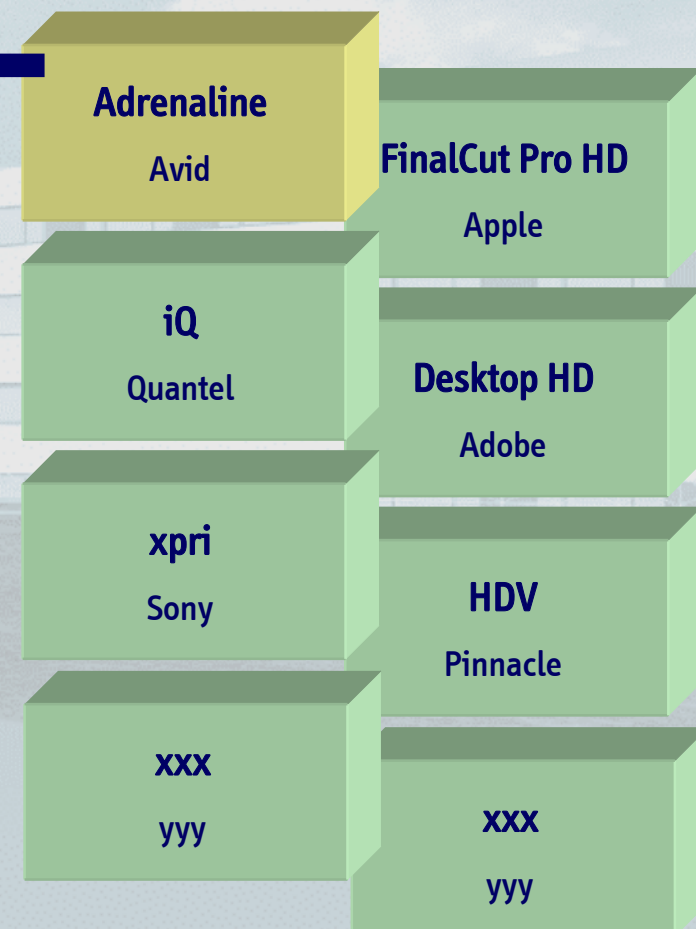 Adrenaline
Avid
iQ
Quantel
xpri
Sony
xxx
yyy
FinalCut Pro HD
Apple
Desktop HD
Adobe
HDV
Pinnacle
xxx
yyy